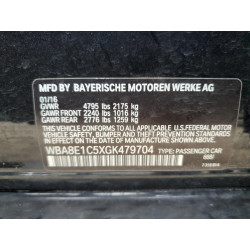 MFD BY BAYERISCHE MOTOREN WERKE AG
01/16
GVWR 4795 lbs 2175 kg
GAWR FRONT 2240 lbs 1016 kg
GAWR REAR 2776 lbs 1259 kg
THIS VEHICLE CONFORMS TO ALL APPLICABLE
U.S. FEDERAL MOTOR VEHICLE SAFETY, BUMPER AND
THEFT PREVENTION STANDARDS IN EFFECT ON THE
DATE OF MANUFACTURE SHOWN ABOVE.
WBABE1C5XGK479704 TYPE: PASSENGER CAR